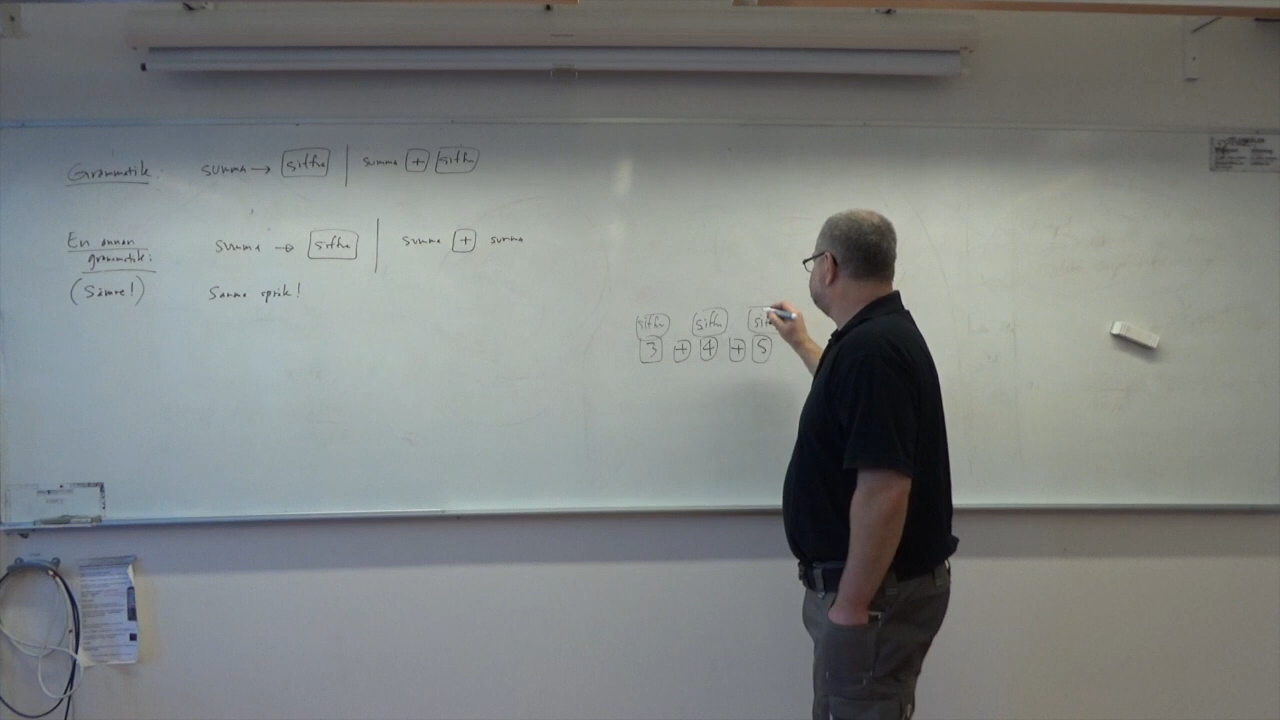 Grammatik: summa → siffra | summa + siffra
En annan grammatik: summa → siffra | summa + summa
(Sämre!) Samma språk!
siffra siffra siffra
3 + 4 + 5